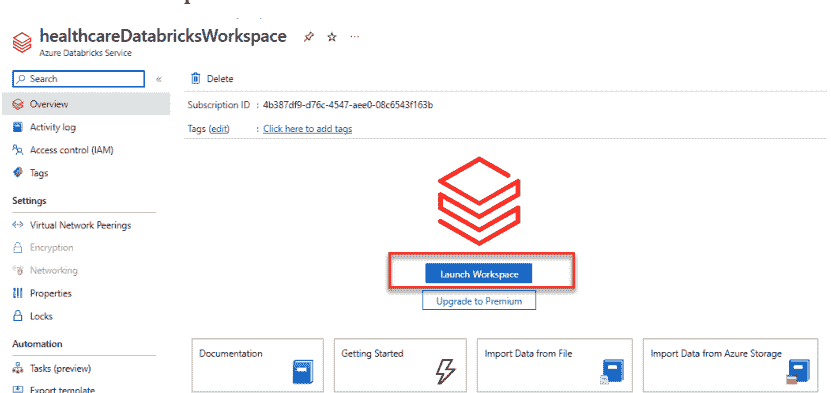 healthcareDatabricksWorkspace
Azure Databricks Service
Search
Overview
Activity log
Access control (IAM)
Tags
Settings
Virtual Network Peerings
Encryption
Networking
Properties
Locks
Automation
Tasks (preview)
Export template
Delete
Subscription ID : 4b387df9-d76c-4547-aee0-08c6543f163b
Tags (edit) : Click here to add tags
Launch Workspace
Upgrade to Premium
Documentation
Getting Started
Import Data from File
Import Data from Azure Storage